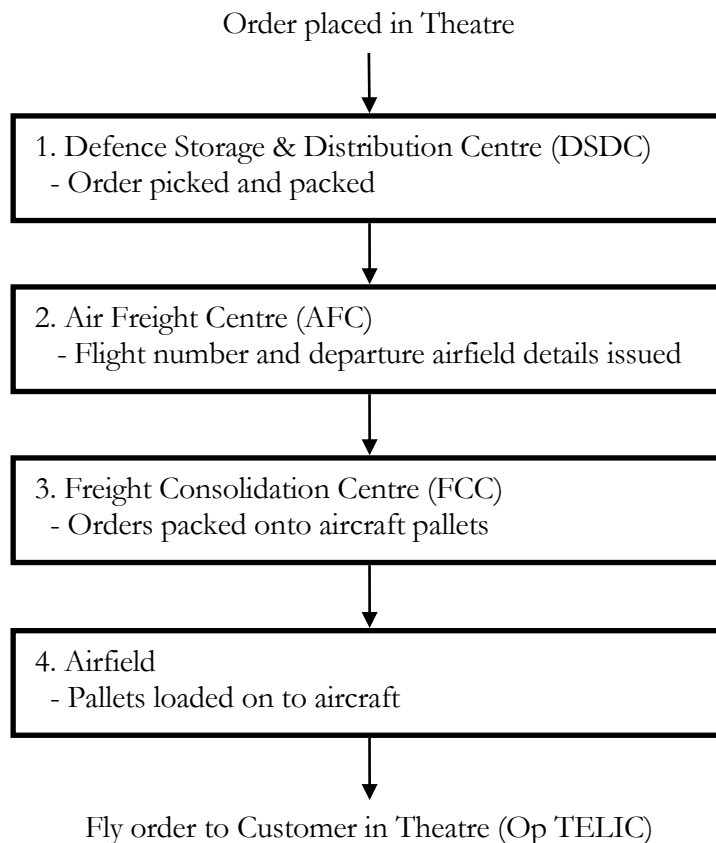 Order placed in Theatre
1. Defence Storage & Distribution Centre (DSDC)
- Order picked and packed
2. Air Freight Centre (AFC)
- Flight number and departure airfield details issued
3. Freight Consolidation Centre (FCC)
- Orders packed onto aircraft pallets
4. Airfield
- Pallets loaded on to aircraft
Fly order to Customer in Theatre (Op TELIC)